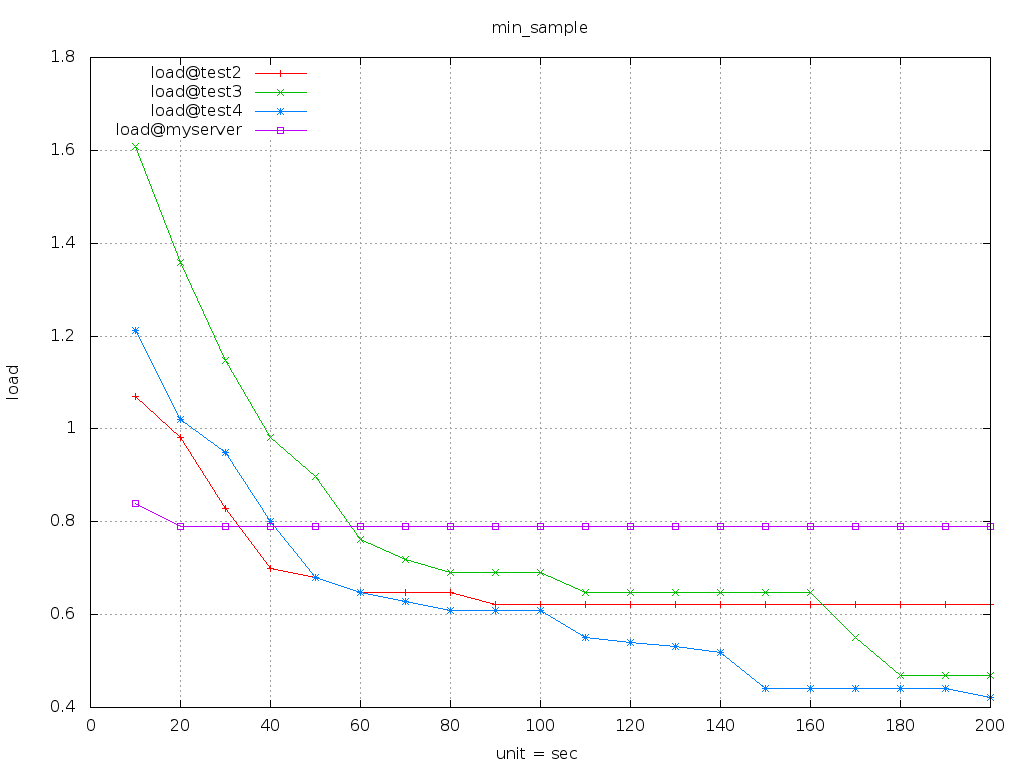 min_sample
1.8
load@test2
load@test3
load@test4
load@myserver
1.6
1.4
1.2
load
1
0.8
0.6
0.4
0 20 40 60 80 100 120 140 160 180 200
unit = sec